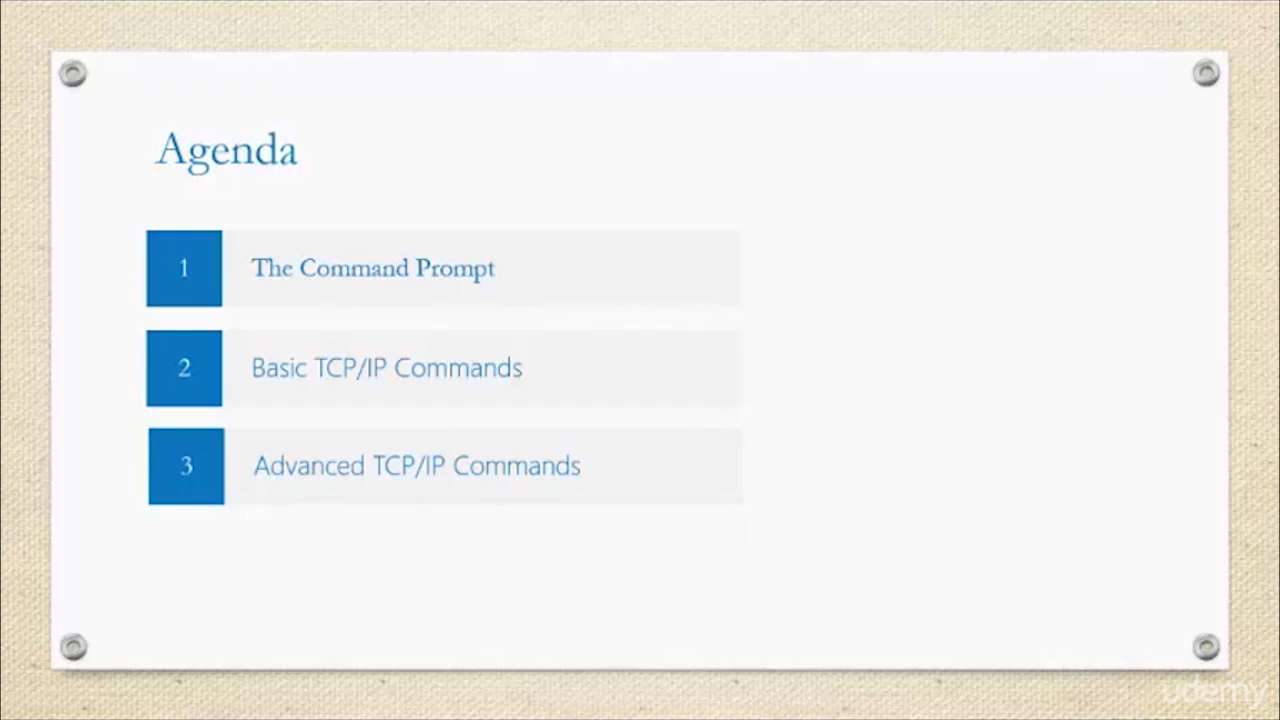 Agenda
1 The Command Prompt
2 Basic TCP/IP Commands
3 Advanced TCP/IP Commands
udemy